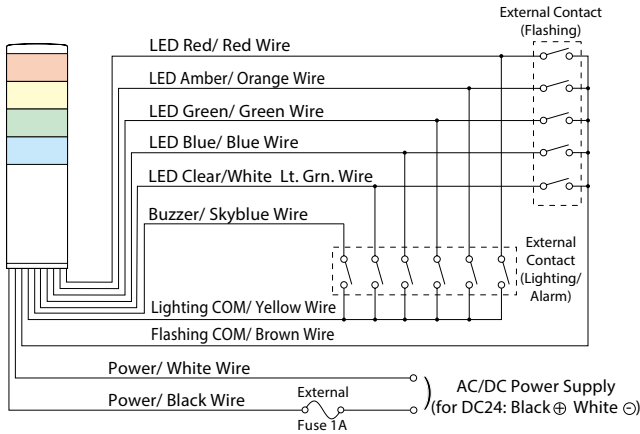 External Contact
(Flashing)
LED Red/ Red Wire
LED Amber/ Orange Wire
LED Green/ Green Wire
LED Blue/ Blue Wire
LED Clear/White Lt. Grn. Wire
Buzzer/ Skyblue Wire
External
Contact
(Lighting/
Alarm)
Lighting COM/ Yellow Wire
Flashing COM/ Brown Wire
Power/ White Wire
Power/ Black Wire
External
Fuse 1A
AC/DC Power Supply
(for DC24: Black ⊕ White ⊖)